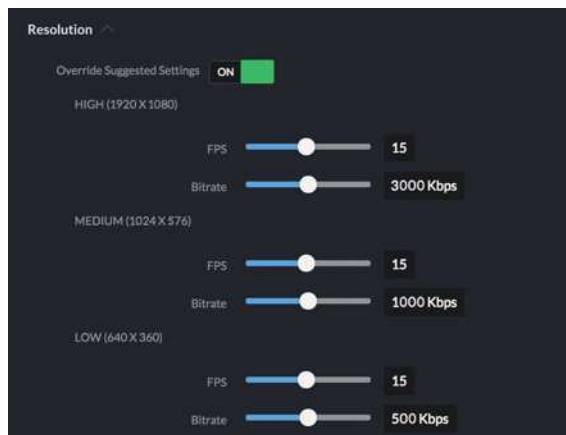 Resolution
Override Suggested Settings ON
HIGH (1920 X 1080)
FPS 15
Bitrate 3000 Kbps
MEDIUM (1024 X 576)
FPS 15
Bitrate 1000 Kbps
LOW (640 X 360)
FPS 15
Bitrate 500 Kbps